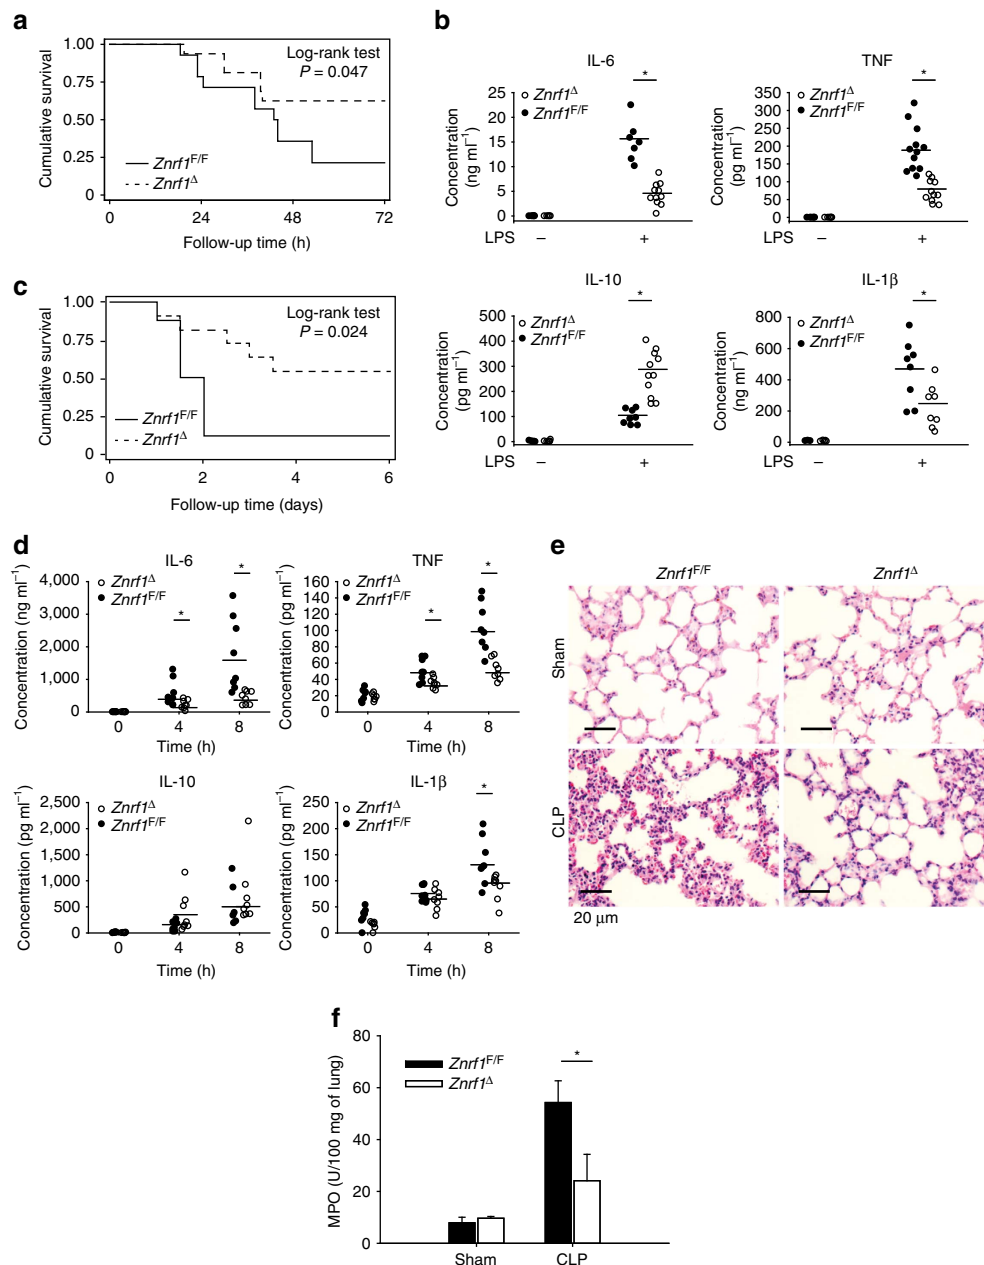 a
Cumulative survival
1.00
0.75
0.50
0.25
0
Log-rank test
P = 0.047
Znrf1F/F
Znrf1Δ
0 24 48 72
Follow-up time (h)
b
IL-6
Concentration
(ng ml−1)
25
20
15
10
5
0
Znrf1Δ
Znrf1F/F
*
LPS − +
TNF
Concentration
(pg ml−1)
350
300
250
200
150
100
50
0
Znrf1Δ
Znrf1F/F
*
LPS − +
c
Cumulative survival
1.00
0.75
0.50
0.25
0
Log-rank test
P = 0.024
Znrf1F/F
Znrf1Δ
0 2 4 6
Follow-up time (days)
IL-10
Concentration
(pg ml−1)
500
400
300
200
100
0
Znrf1Δ
Znrf1F/F
*
LPS − +
IL-1β
Concentration
(ng ml−1)
800
600
400
200
0
Znrf1Δ
Znrf1F/F
*
LPS − +
d
IL-6
Concentration (ng ml−1)
4,000
3,000
2,000
1,000
0
Znrf1Δ
Znrf1F/F
*
*
0 4 8
Time (h)
TNF
Concentration (pg ml−1)
160
140
120
100
80
60
40
20
0
Znrf1Δ
Znrf1F/F
*
*
0 4 8
Time (h)
IL-10
Concentration (pg ml−1)
2,500
2,000
1,500
1,000
500
0
Znrf1Δ
Znrf1F/F
0 4 8
Time (h)
IL-1β
Concentration (pg ml−1)
250
200
150
100
50
0
Znrf1Δ
Znrf1F/F
*
0 4 8
Time (h)
e
Znrf1F/F Znrf1Δ
Sham
CLP
20 μm
f
MPO (U/100 mg of lung)
80
60
40
20
0
Znrf1F/F
Znrf1Δ
*
Sham CLP